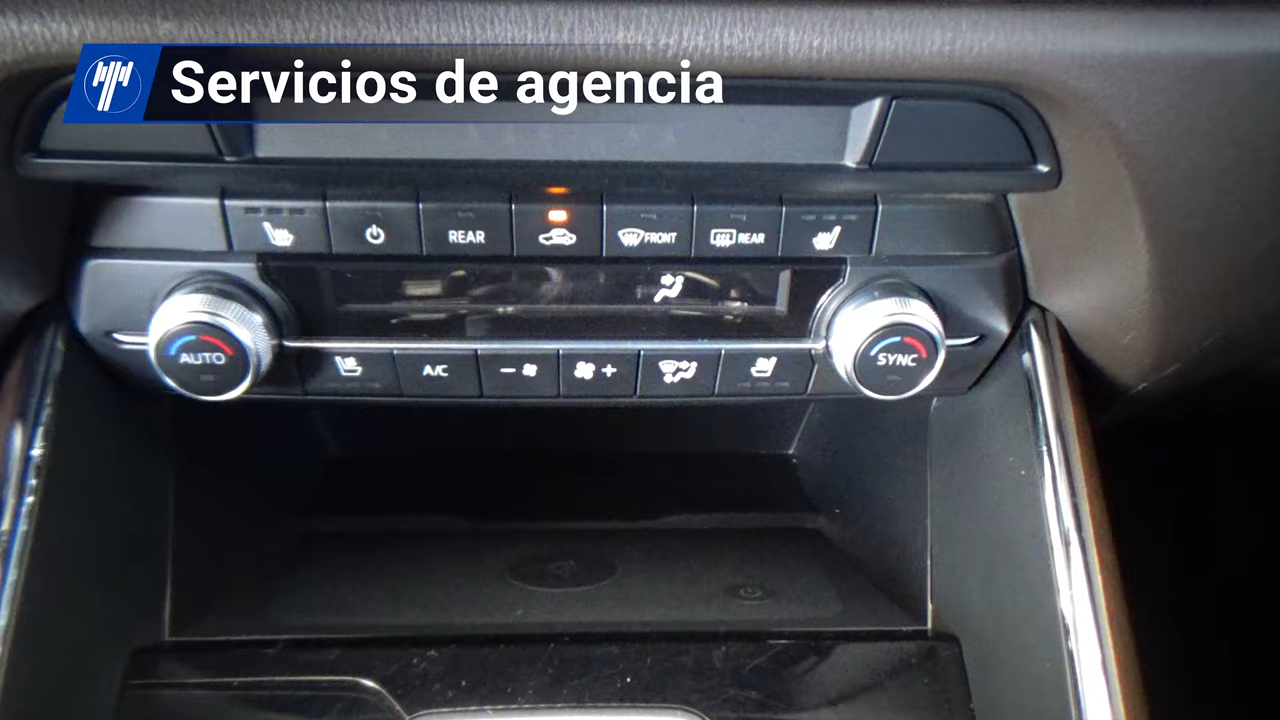 Servicios de agencia
REAR
FRONT
REAR
AUTO
SYNC
A/C